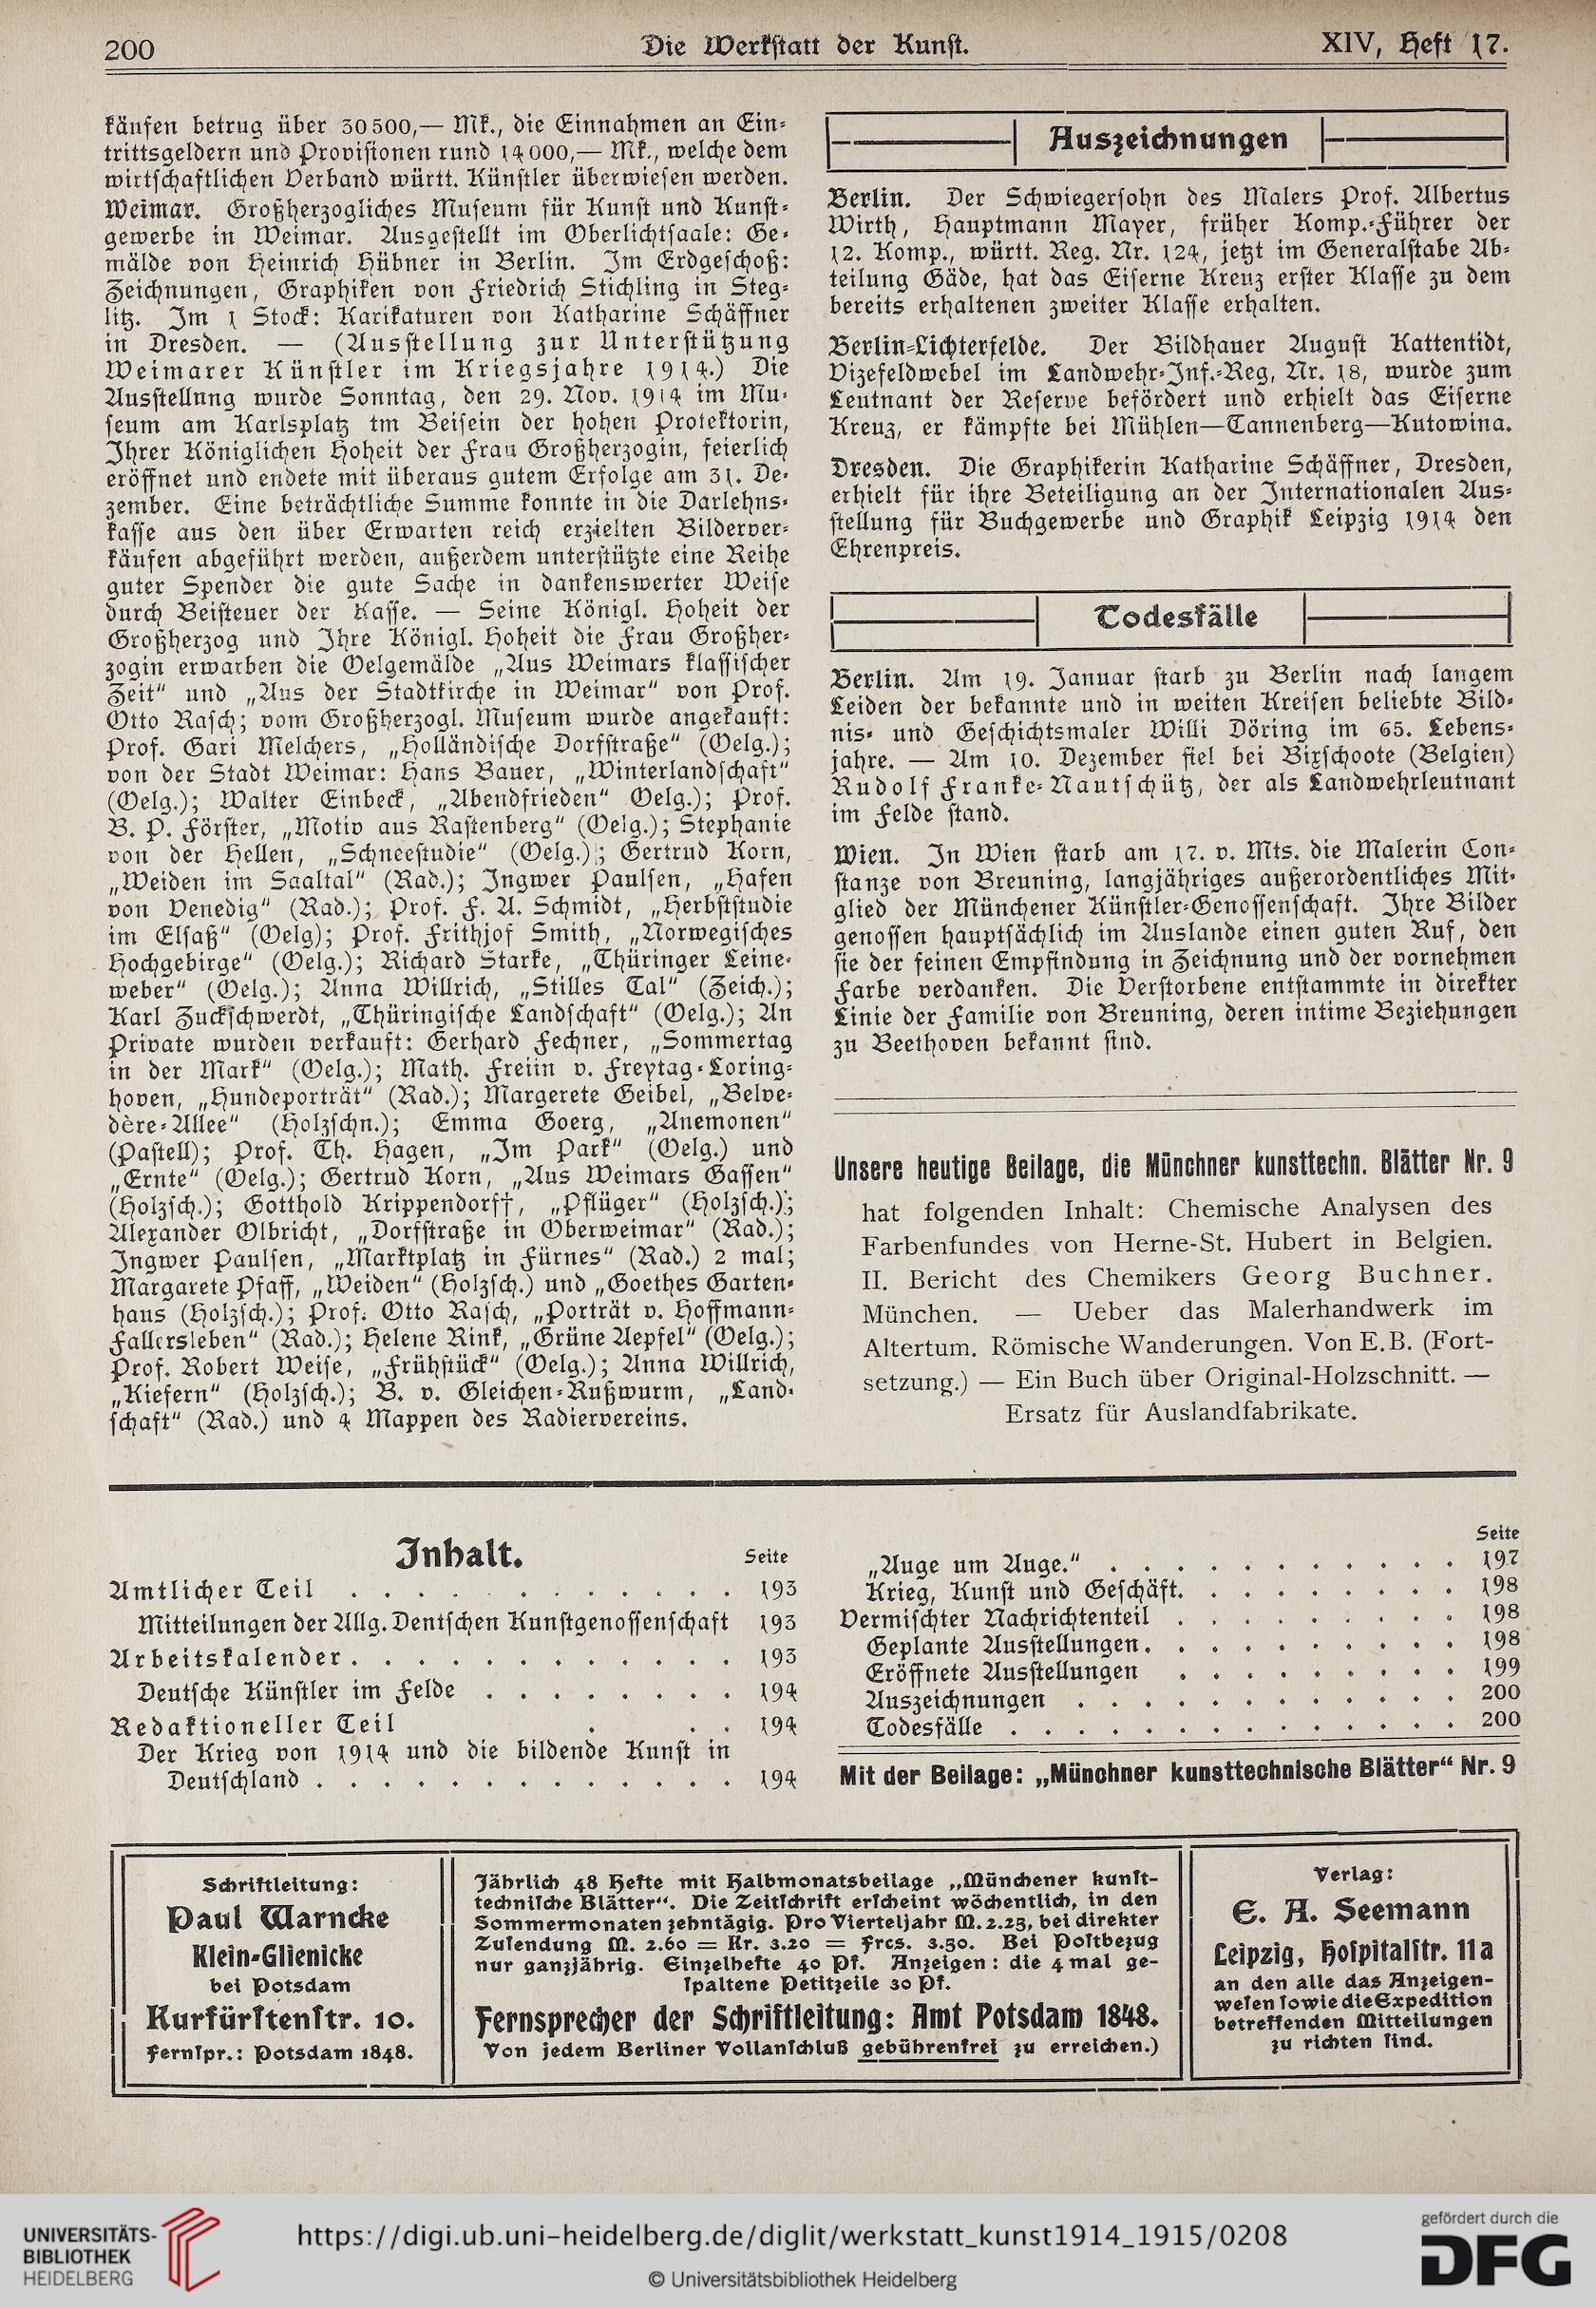 200
Die Werkstatt der Kunst.
XIV, Heft 17.
käufen betrug über 30500,— Mk., die Einnahmen an Ein-
trittsgeldern und Provisionen rund 14000,— Mk., welche dem
wirtschaftlichen Verband württ. Künstler überwiesen werden.
Weimar. Großherzogliches Museum für Kunst und Kunst-
gewerbe in Weimar. Ausgestellt im Oberlichtsaale: Ge-
mälde von Heinrich Hübner in Berlin. Im Erdgeschoß:
Zeichnungen, Graphiken von Friedrich Stichling in Steg-
litz. Im 1 Stock: Karikaturen von Katharine Schäffner
in Dresden. — (Ausstellung zur Unterstützung
Weimarer Künstler im Kriegsjahre 1914.) Die
Ausstellung wurde Sonntag, den 29. Nov. 1914 im Mu-
seum am Karlsplatz tm Beisein der hohen Protektorin,
Ihrer Königlichen Hoheit der Frau Großherzogin, feierlich
eröffnet und endete mit überaus gutem Erfolge am 31. De-
zember. Eine beträchtliche Summe konnte in die Darlehns-
kasse aus den über Erwarten reich erzielten Bilderver-
käufen abgeführt werden, außerdem unterstützte eine Reihe
guter Spender die gute Sache in dankenswerter Weise
durch Beisteuer der Kasse. — Seine Königl. Hoheit der
Großherzog und Ihre Königl. Hoheit die Frau Großher-
zogin erwarben die Oelgemälde „Aus Weimars klassischer
Zeit“ und „Aus der Stadtkirche in Weimar“ von Prof.
Otto Rasch; vom Großherzogl. Museum wurde angekauft:
Prof. Gari Melchers, „Holländische Dorfstraße“ (Oelg.);
von der Stadt Weimar: Hans Bauer, „Winterlandschaft“
(Oelg.); Walter Einbeck, „Abendfrieden“ Oelg.); Prof.
B. P. Förster, „Motiv aus Rastenberg“ (Oelg.); Stephanie
von der Hellen, „Schneestudie“ (Oelg.); Gertrud Korn,
„Weiden im Saaltal“ (Rad.); Ingwer Paulsen, „Hafen
von Venedig“ (Rad.); Prof. F. A. Schmidt, „Herbststudie
im Elsaß“ (Oelg); Prof. Frithjof Smith, „Norwegisches
Hochgebirge“ (Oelg.); Richard Starke, „Thüringer Leine-
weber“ (Oelg.); Anna Willrich, „Stilles Tal“ (Zeich.);
Karl Zuckschwerdt, „Thüringische Landschaft“ (Oelg.); An
Private wurden verkauft: Gerhard Fechner, „Sommertag
in der Mark“ (Oelg.); Math. Freiin v. Freytag-Loring-
hoven, „Hundeporträt“ (Rad.); Margerete Geibel, „Belve-
dère-Allee“ (Holzschn.); Emma Goerg, „Anemonen“
(Pastell); Prof. Th. Hagen, „Im Park“ (Oelg.) und
„Ernte“ (Oelg.); Gertrud Korn, „Aus Weimars Gassen“
(Holzsch.); Gotthold Krippendorff, „Pflüger“ (Holzsch.);
Alexander Olbricht, „Dorfstraße in Oberweimar“ (Rad.);
Ingwer Paulsen, „Marktplatz in Fürnes“ (Rad.) 2 mal;
Margarete Pfaff, „Weiden“ (Holzsch.) und „Goethes Garten-
haus (Holzsch.); Prof. Otto Rasch, „Porträt v. Hoffmann-
Fallersleben“ (Rad.); Helene Rink, „Grüne Aepfel“ (Oelg.);
Prof. Robert Weise, „Frühstück“ (Oelg.); Anna Willrich,
„Kiefern“ (Holzsch.); B. v. Gleichen-Rußwurm, „Land-
schaft“ (Rad.) und 4 Mappen des Radiervereins.
Auszeichnungen
Berlin. Der Schwiegersohn des Malers Prof. Albertus
Wirth, Hauptmann Mayer, früher Komp.-Führer der
12. Komp., württ. Reg. Nr. 124, jetzt im Generalstabe Ab-
teilung Gäde, hat das Eiserne Kreuz erster Klasse zu dem
bereits erhaltenen zweiter Klasse erhalten.
Berlin-Lichterfelde. Der Bildhauer August Kattentidt,
Vizefeldwebel im Landwehr-Inf.-Reg, Nr. 18, wurde zum
Leutnant der Reserve befördert und erhielt das Eiserne
Kreuz, er kämpfte bei Mühlen—Tannenberg—Kutowina.
Dresden. Die Graphikerin Katharine Schäffner, Dresden,
erhielt für ihre Beteiligung an der Internationalen Aus-
stellung für Buchgewerbe und Graphik Leipzig 1914 den
Ehrenpreis.
Todesfälle
Berlin. Am 19. Januar starb zu Berlin nach langem
Leiden der bekannte und in weiten Kreisen beliebte Bild-
nis- und Geschichtsmaler Willi Döring im 65. Lebens-
jahre. — Am 10. Dezember fiel bei Bixschoote (Belgien)
Rudolf Franke-Nautschütz, der als Landwehrleutnant
im Felde stand.
Wien. In Wien starb am 17. v. Mts. die Malerin Con-
stanze von Breuning, langjähriges außerordentliches Mit-
glied der Münchener Künstler-Genossenschaft. Ihre Bilder
genossen hauptsächlich im Auslande einen guten Ruf, den
sie der feinen Empfindung in Zeichnung und der vornehmen
Farbe verdanken. Die Verstorbene entstammte in direkter
Linie der Familie von Breuning, deren intime Beziehungen
zu Beethoven bekannt sind.
Unsere heutige Beilage, die Münchner kunsttechn. Blätter Nr. 9
hat folgenden Inhalt: Chemische Analysen des
Farbenfundes von Herne-St. Hubert in Belgien.
II. Bericht des Chemikers Georg Buchner.
München. — Ueber das Malerhandwerk im
Altertum. Römische Wanderungen. Von E. B. (Fort-
setzung.) — Ein Buch über Original-Holzschnitt. —
Ersatz für Auslandfabrikate.
Inhalt.
Seite
Amtlicher Teil . . . . . . . . . . . . 193
Mitteilungen der Allg. Deutschen Kunstgenossenschaft 193
Arbeitskalender . . . . . . . . . . . . 193
Deutsche Künstler im Felde . . . . . . . . 194
Redaktioneller Teil . . . 194
Der Krieg von 1914 und die bildende Kunst in
Deutschland . . . . . . . . . . . . . 194
Seite
„Auge um Auge.“ . . . . . . . . . . . 197
Krieg, Kunst und Geschäft. . . . . . . . . 198
Vermischter Nachrichtenteil . . . . . . . . . 198
Geplante Ausstellungen . . . . . . . . . . 198
Eröffnete Ausstellungen . . . . . . . . . 199
Auszeichnungen . . . . . . . . . . . . 200
Todesfälle . . . . . . . . . . . . . . 200
Mit der Beilage: „Münchner kunsttechnische Blätter“ Nr. 9
Schriftleitung:
Paul Warncke
Klein-Glienicke
bei Potsdam
Kurfürstenstr. 10.
Fernspr.: Potsdam 1848.
Jährlich 48 Hefte mit Halbmonatsbeilage „Münchener kunst-
technische Blätter“. Die Zeitschrift erscheint wöchentlich, in den
Sommermonaten zehntägig. Pro Vierteljahr M. 2.25, bei direkter
Zusendung M. 2.60 = Kr. 3.20 = Frcs. 3.50. Bei Postbezug
nur ganzjährig. Einzelhefte 40 Pf. Anzeigen: die 4 mal ge-
spaltene Petitzeile 30 Pf.
Fernsprecher der Schriftleitung: Amt Potsdam 1848.
Von jedem Berliner Vollanschluß gebührenfrei zu erreichen.)
Verlag:
E. A. Seemann
Leipzig, Hospitalstr. 11a
an den alle das Anzeigen-
wesen sowie die Expedition
betreffenden Mitteilungen
zu richten sind.
UNIVERSITÄTS-
BIBLIOTHEK
HEIDELBERG
https://digi.ub.uni-heidelberg.de/diglit/werkstatt_kunst1914_1915/0208
© Universitätsbibliothek Heidelberg
gefördert durch die
DFG